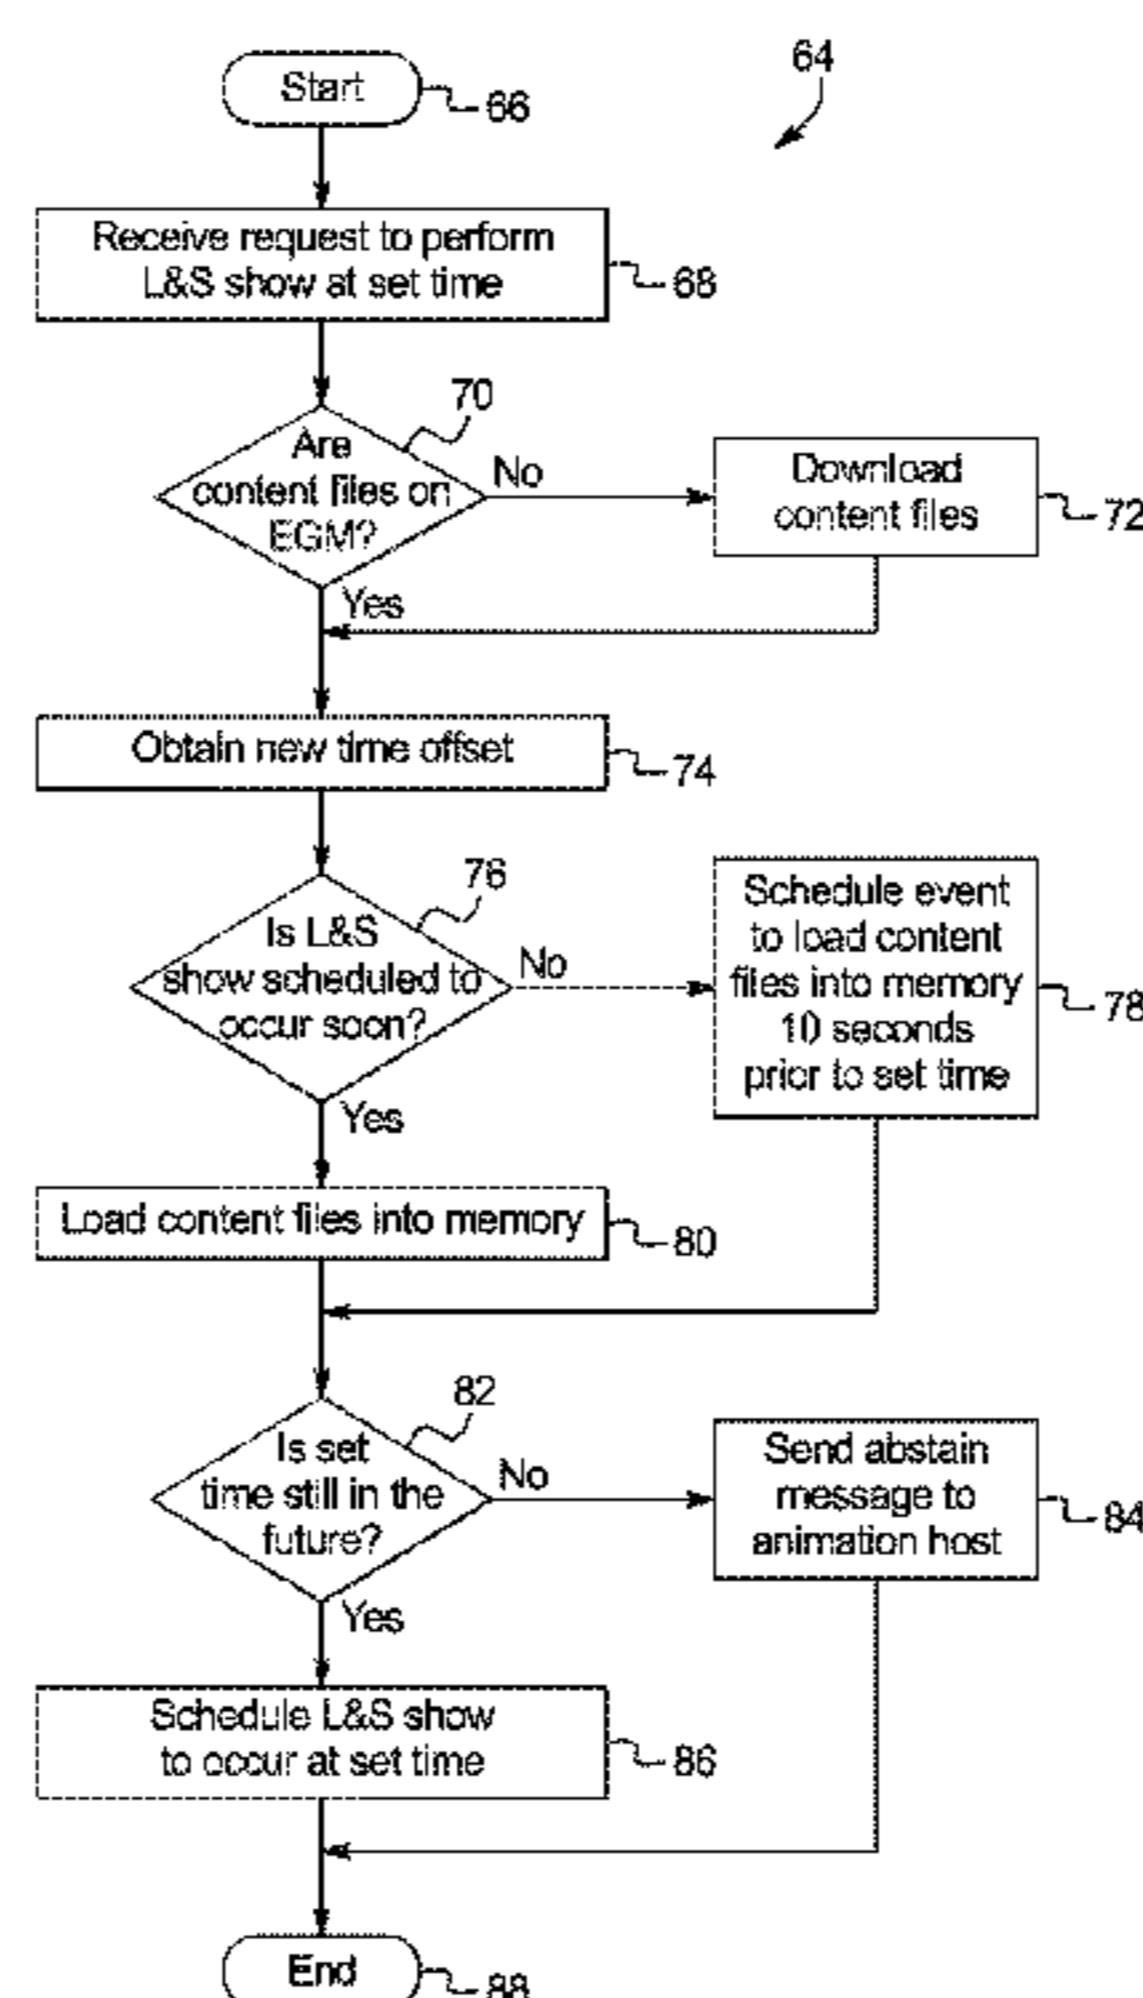 64
Start
66
Receive request to perform
L&S show at set time
68
70
Are
content files on
EGM?
No
Download
content files
72
Yes
Obtain new time offset
74
76
Is L&S
show scheduled to
occur soon?
No
Schedule event
to load content
files into memory
10 seconds
prior to set time
78
Yes
Load content files into memory
80
82
Is set
time still in the
future?
No
Send abstain
message to
animation host
84
Yes
Schedule L&S show
to occur at set time
86
End
88